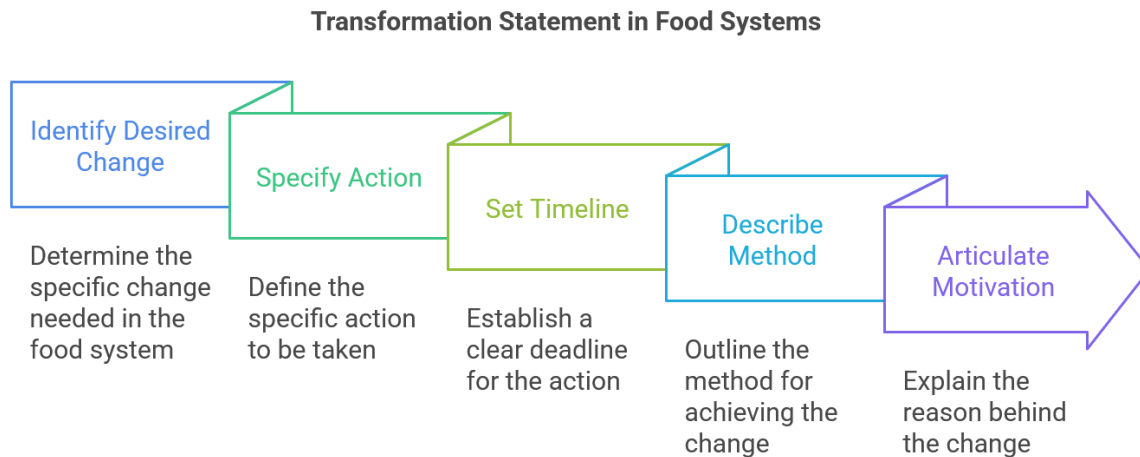 Transformation Statement in Food Systems
Identify Desired
Change
Determine the
specific change
needed in the
food system
Specify Action
Define the
specific action
to be taken
Set Timeline
Establish a
clear deadline
for the action
Describe
Method
Outline the
method for
achieving the
change
Articulate
Motivation
Explain the
reason behind
the change